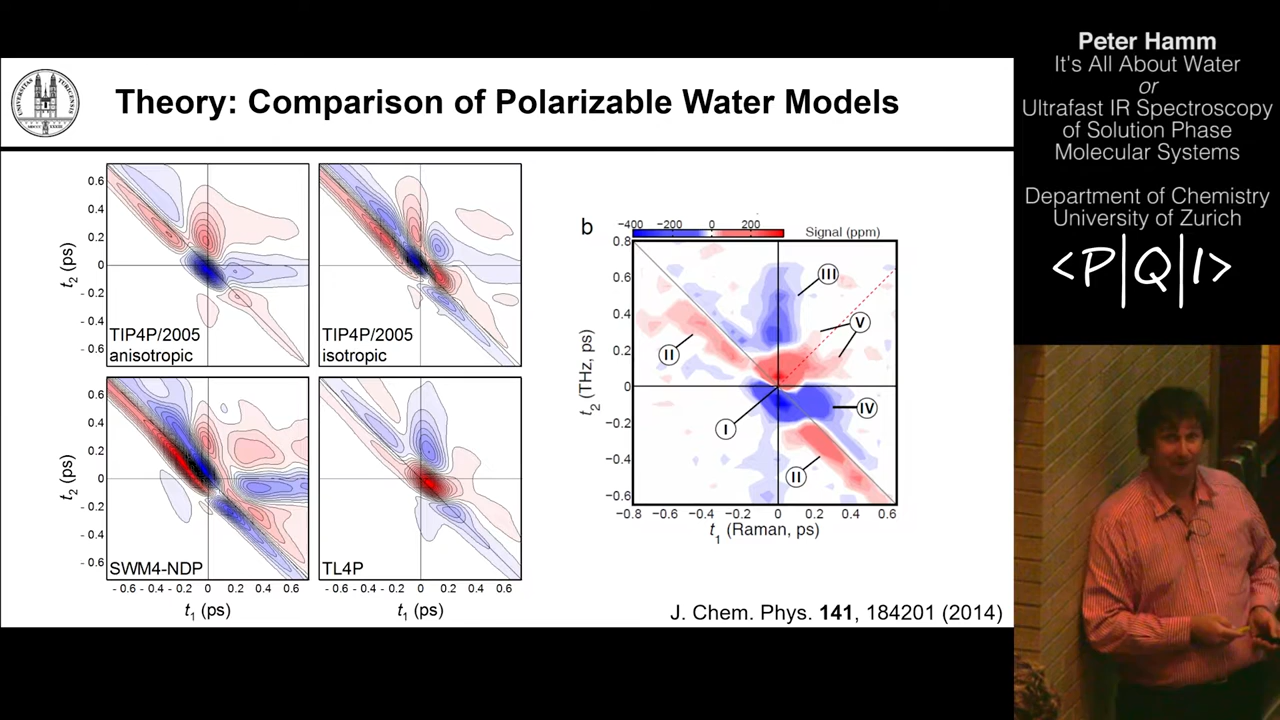 Theory: Comparison of Polarizable Water Models
0.6
0.4
0.2
0
- 0.2
- 0.4
- 0.6
t2 (ps)
TIP4P/2005
anisotropic
TIP4P/2005
isotropic
0.6
0.4
0.2
0
- 0.2
- 0.4
- 0.6
t2 (ps)
SWM4-NDP
TL4P
- 0.6 - 0.4 - 0.2 0 0.2 0.4 0.6
- 0.6 - 0.4 - 0.2 0 0.2 0.4 0.6
t1 (ps)
t1 (ps)
b
−400 −200 0 200
Signal (ppm)
0.8
0.6
0.4
0.2
0
−0.2
−0.4
−0.6
t2 (THz, ps)
III
V
II
IV
I
II
−0.8 −0.6 −0.4 −0.2 0 0.2 0.4 0.6
t1 (Raman, ps)
J. Chem. Phys. 141, 184201 (2014)
Peter Hamm
It's All About Water
or
Ultrafast IR Spectroscopy
of Solution Phase
Molecular Systems
Department of Chemistry
University of Zurich
<P|Q|1>